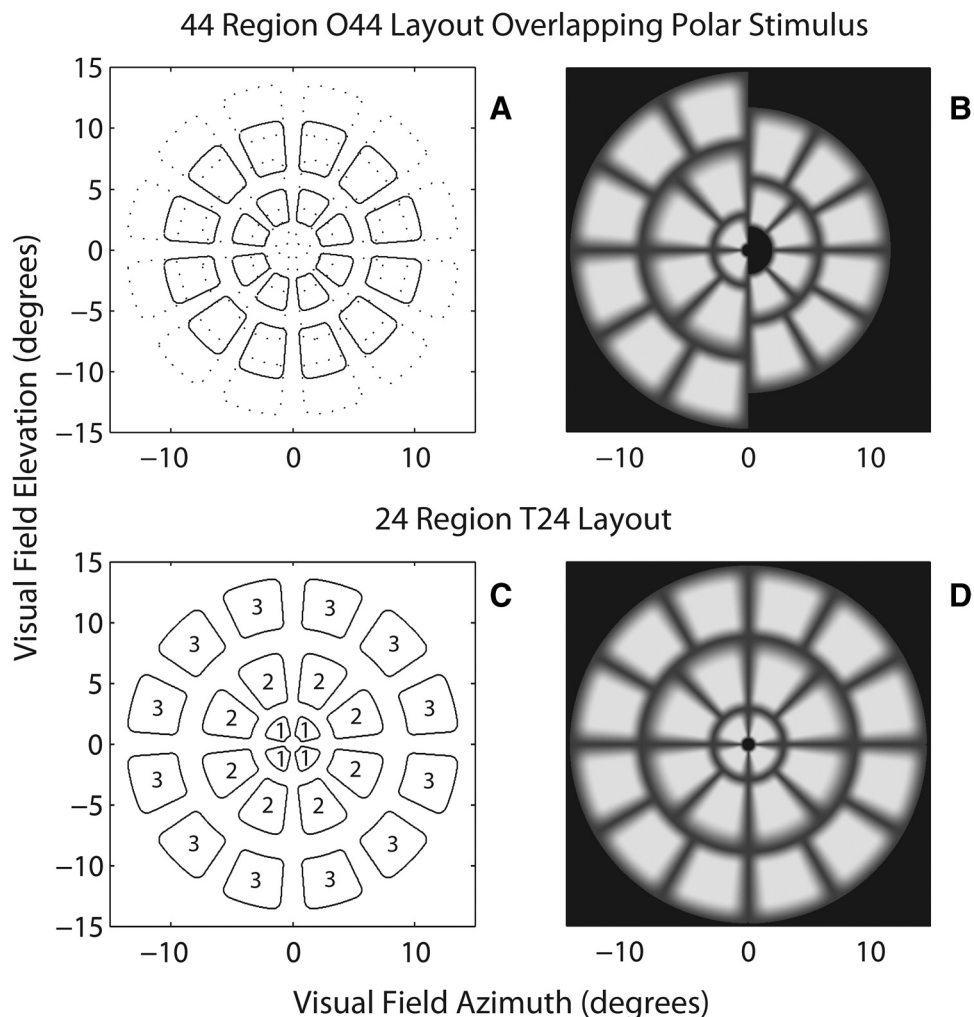 44 Region O44 Layout Overlapping Polar Stimulus
15
10
5
0
−5
−10
−15
−10 0 10
A
B
−10 0 10
Visual Field Elevation (degrees)
24 Region T24 Layout
15
10
5
0
−5
−10
−15
3 3
3 3
2 2
3 2 2 3
1 1
1 1
3 2 2 3
2 2
3 3
3 3
C
D
−10 0 10
−10 0 10
Visual Field Azimuth (degrees)